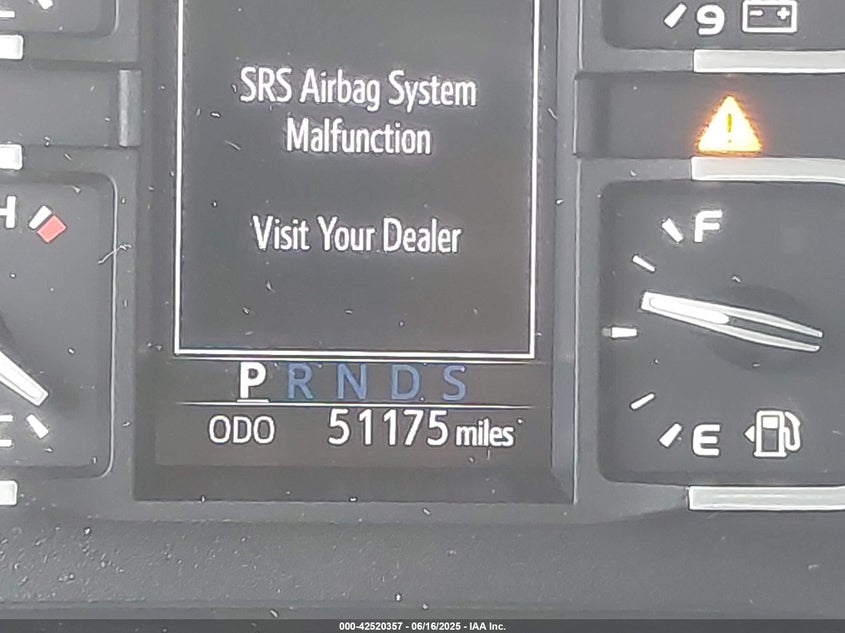 9
SRS Airbag System
Malfunction
Visit Your Dealer
H
F
P R N D S
ODO 51175 miles
C
E
000-42520357 - 06/16/2025 - IAA Inc.